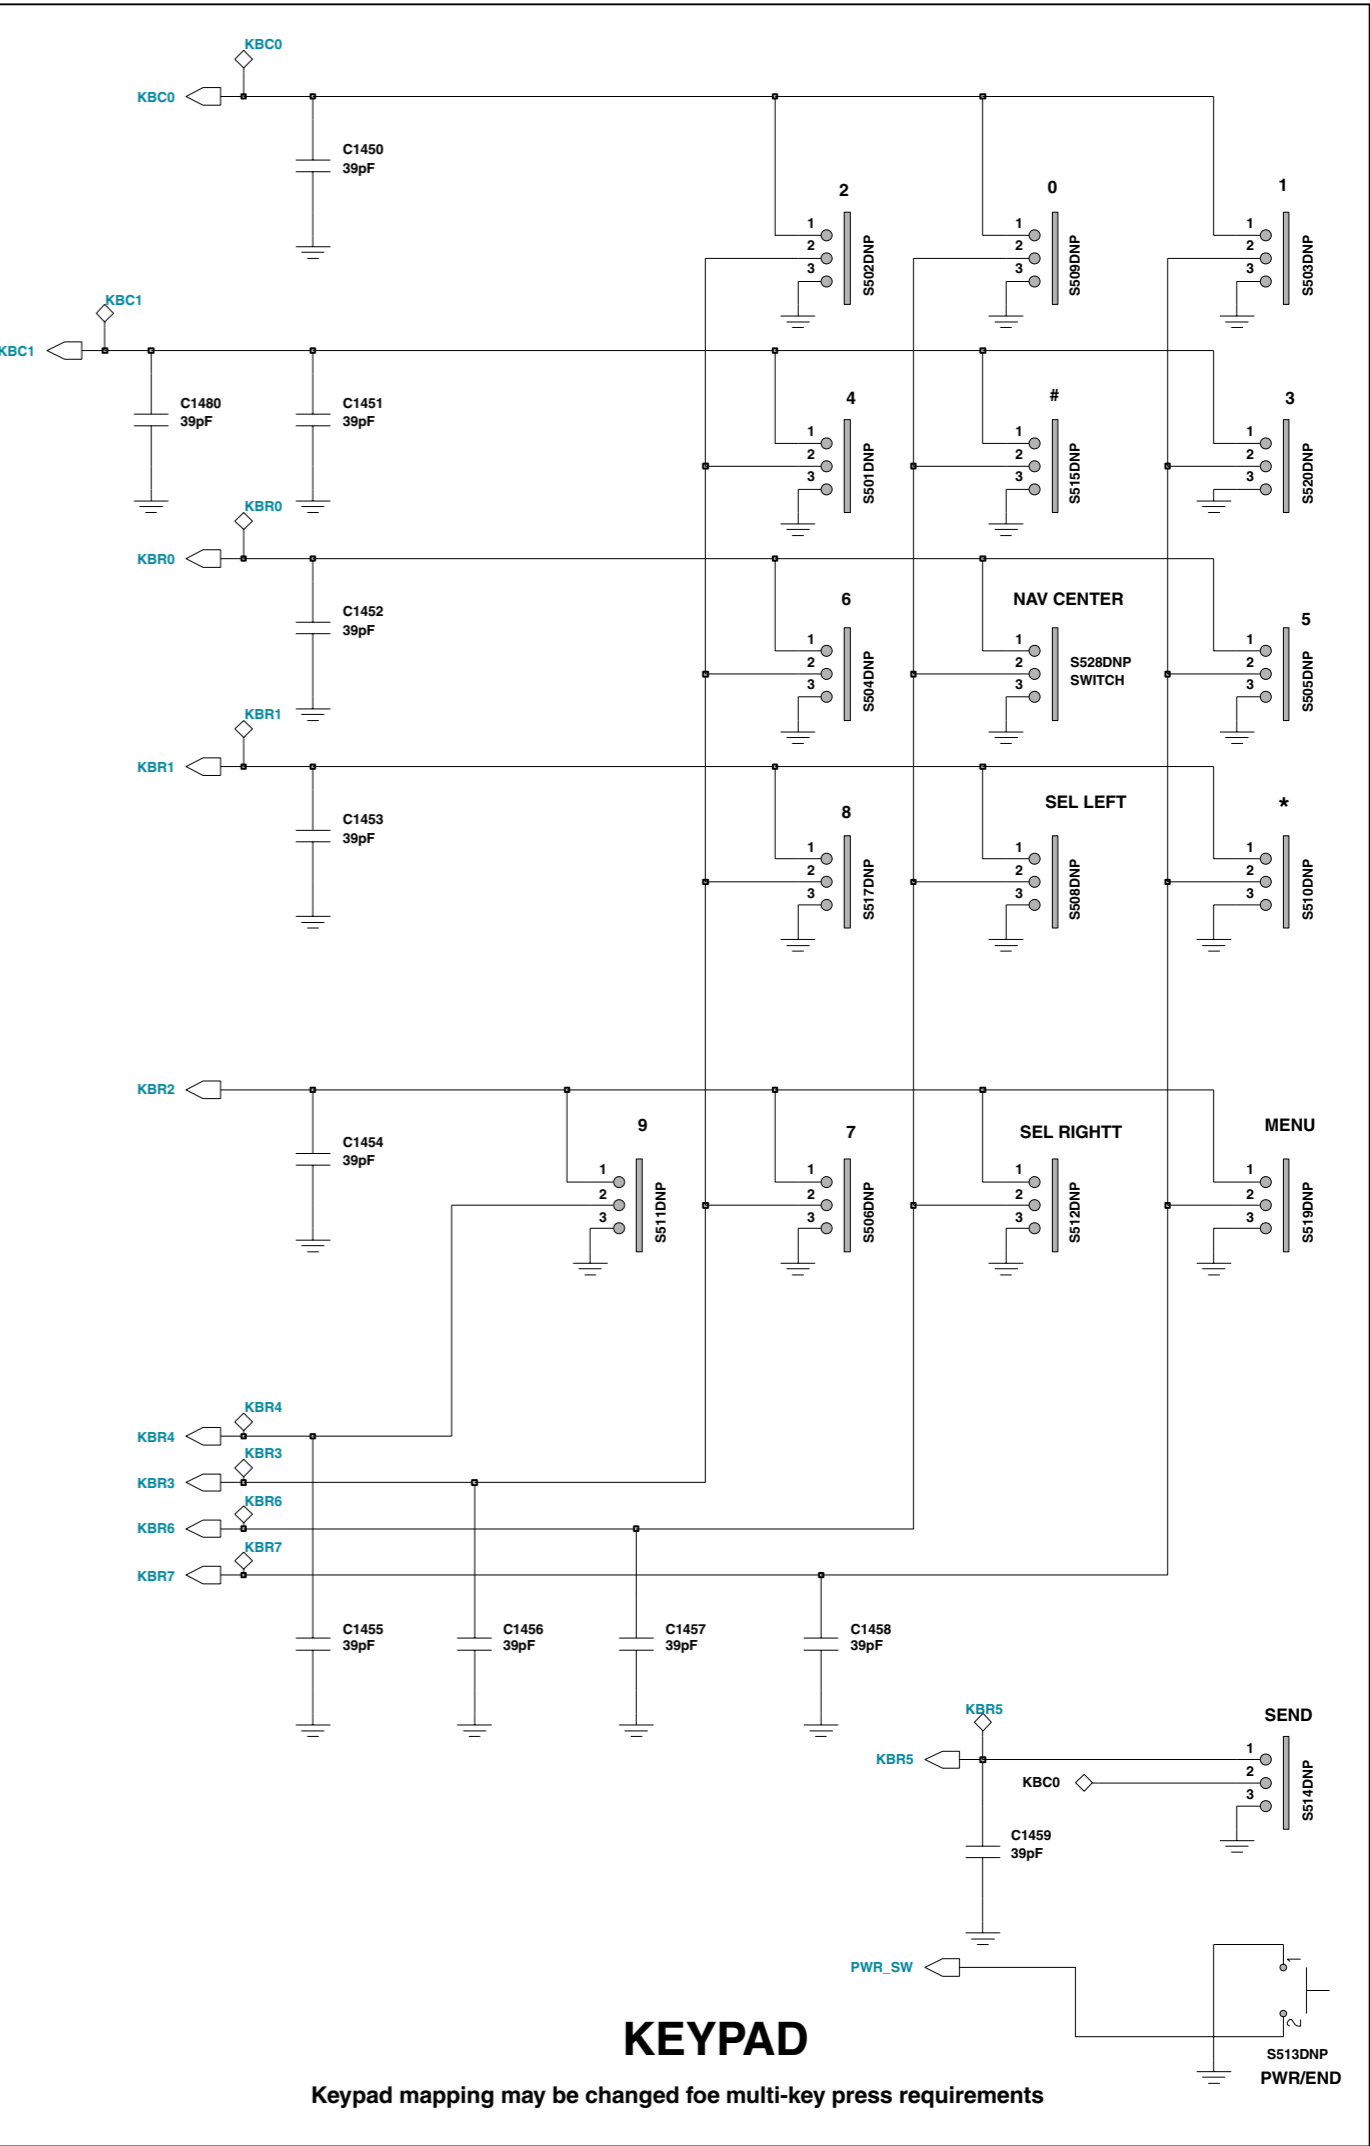 KBC0
KBC0
C1450
39pF
2
0
1
1
2
3
S502DNP
1
2
3
S509DNP
1
2
3
S503DNP
KBC1
KBC1
C1480
39pF
C1451
39pF
4
#
3
1
2
3
S501DNP
1
2
3
S515DNP
1
2
3
S520DNP
KBR0
KBR0
C1452
39pF
6
NAV CENTER
5
1
2
3
S504DNP
1
2
3
S528DNP
SWITCH
1
2
3
S505DNP
KBR1
KBR1
C1453
39pF
8
SEL LEFT
*
1
2
3
S517DNP
1
2
3
S508DNP
1
2
3
S510DNP
KBR2
C1454
39pF
9
7
SEL RIGHTT
MENU
1
2
3
S511DNP
1
2
3
S506DNP
1
2
3
S512DNP
1
2
3
S519DNP
KBR4
KBR4
KBR3
KBR3
KBR6
KBR6
KBR7
KBR7
C1455
39pF
C1456
39pF
C1457
39pF
C1458
39pF
KBR5
KBR5
SEND
KBC0
1
2
3
S514DNP
C1459
39pF
PWR_SW
1
2
S513DNP
PWR/END
KEYPAD
Keypad mapping may be changed foe multi-key press requirements